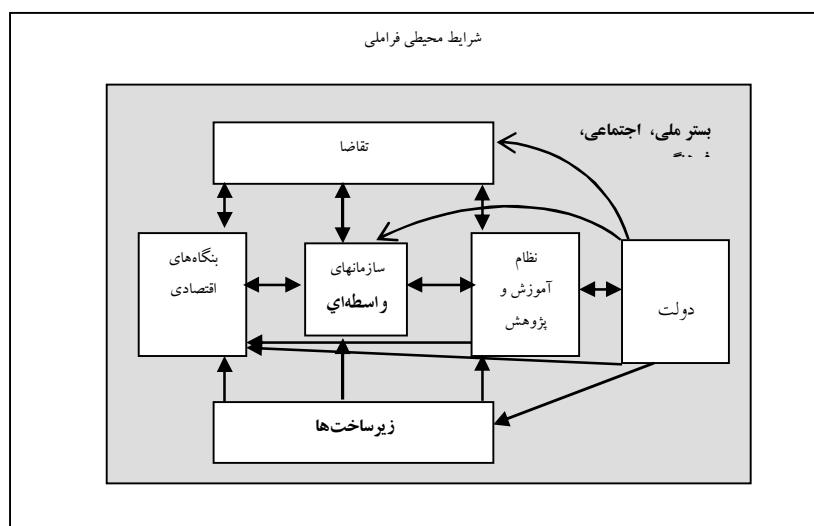 شرایط محیطی فراملی
بستر ملی، اجتماعی،
تقاضا
بنگاه‌های
اقتصادی
سازمانهای
واسطه‌اي
نظام
آموزش و
پژوهش
دولت
زیرساخت‌ها